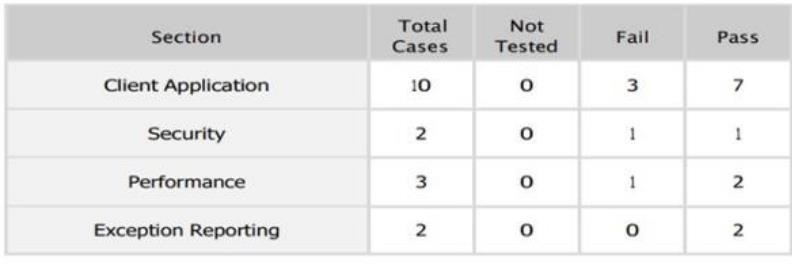 Section Total Cases Not Tested Fail Pass
Client Application 10 0 3 7
Security 2 0 1 1
Performance 3 0 1 2
Exception Reporting 2 0 0 2